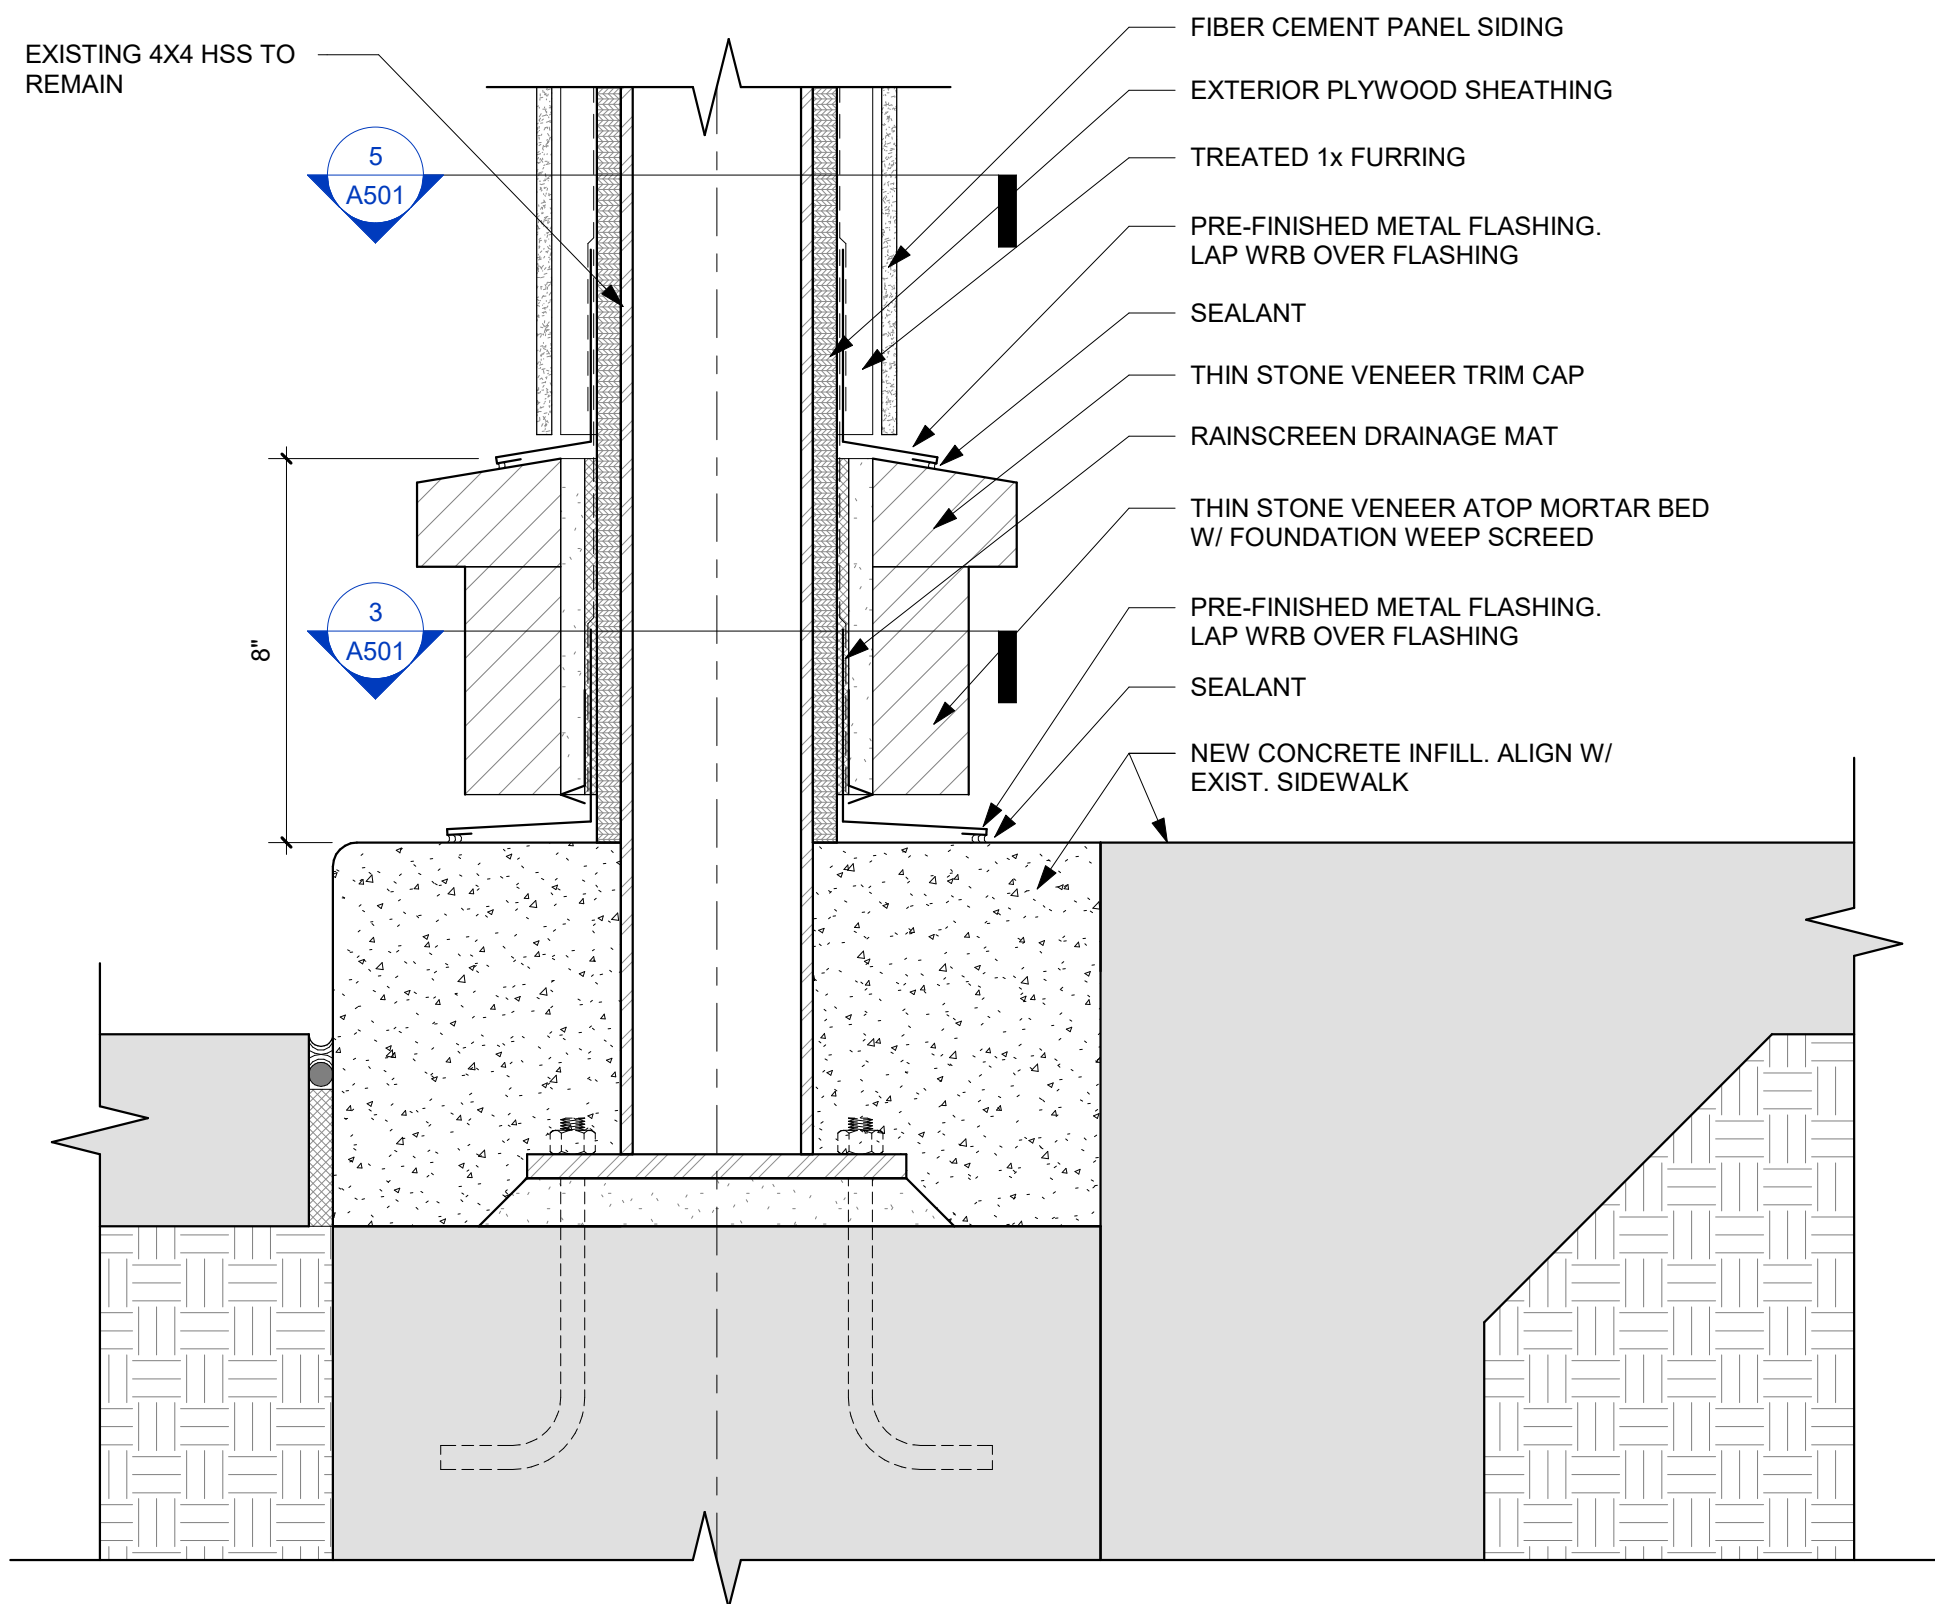 EXISTING 4X4 HSS TO
REMAIN
5
A501
8"
3
A501
FIBER CEMENT PANEL SIDING
EXTERIOR PLYWOOD SHEATHING
TREATED 1x FURRING
PRE-FINISHED METAL FLASHING.
LAP WRB OVER FLASHING
SEALANT
THIN STONE VENEER TRIM CAP
RAINSCREEN DRAINAGE MAT
THIN STONE VENEER ATOP MORTAR BED
W/ FOUNDATION WEEP SCREED
PRE-FINISHED METAL FLASHING.
LAP WRB OVER FLASHING
SEALANT
NEW CONCRETE INFILL. ALIGN W/
EXIST. SIDEWALK